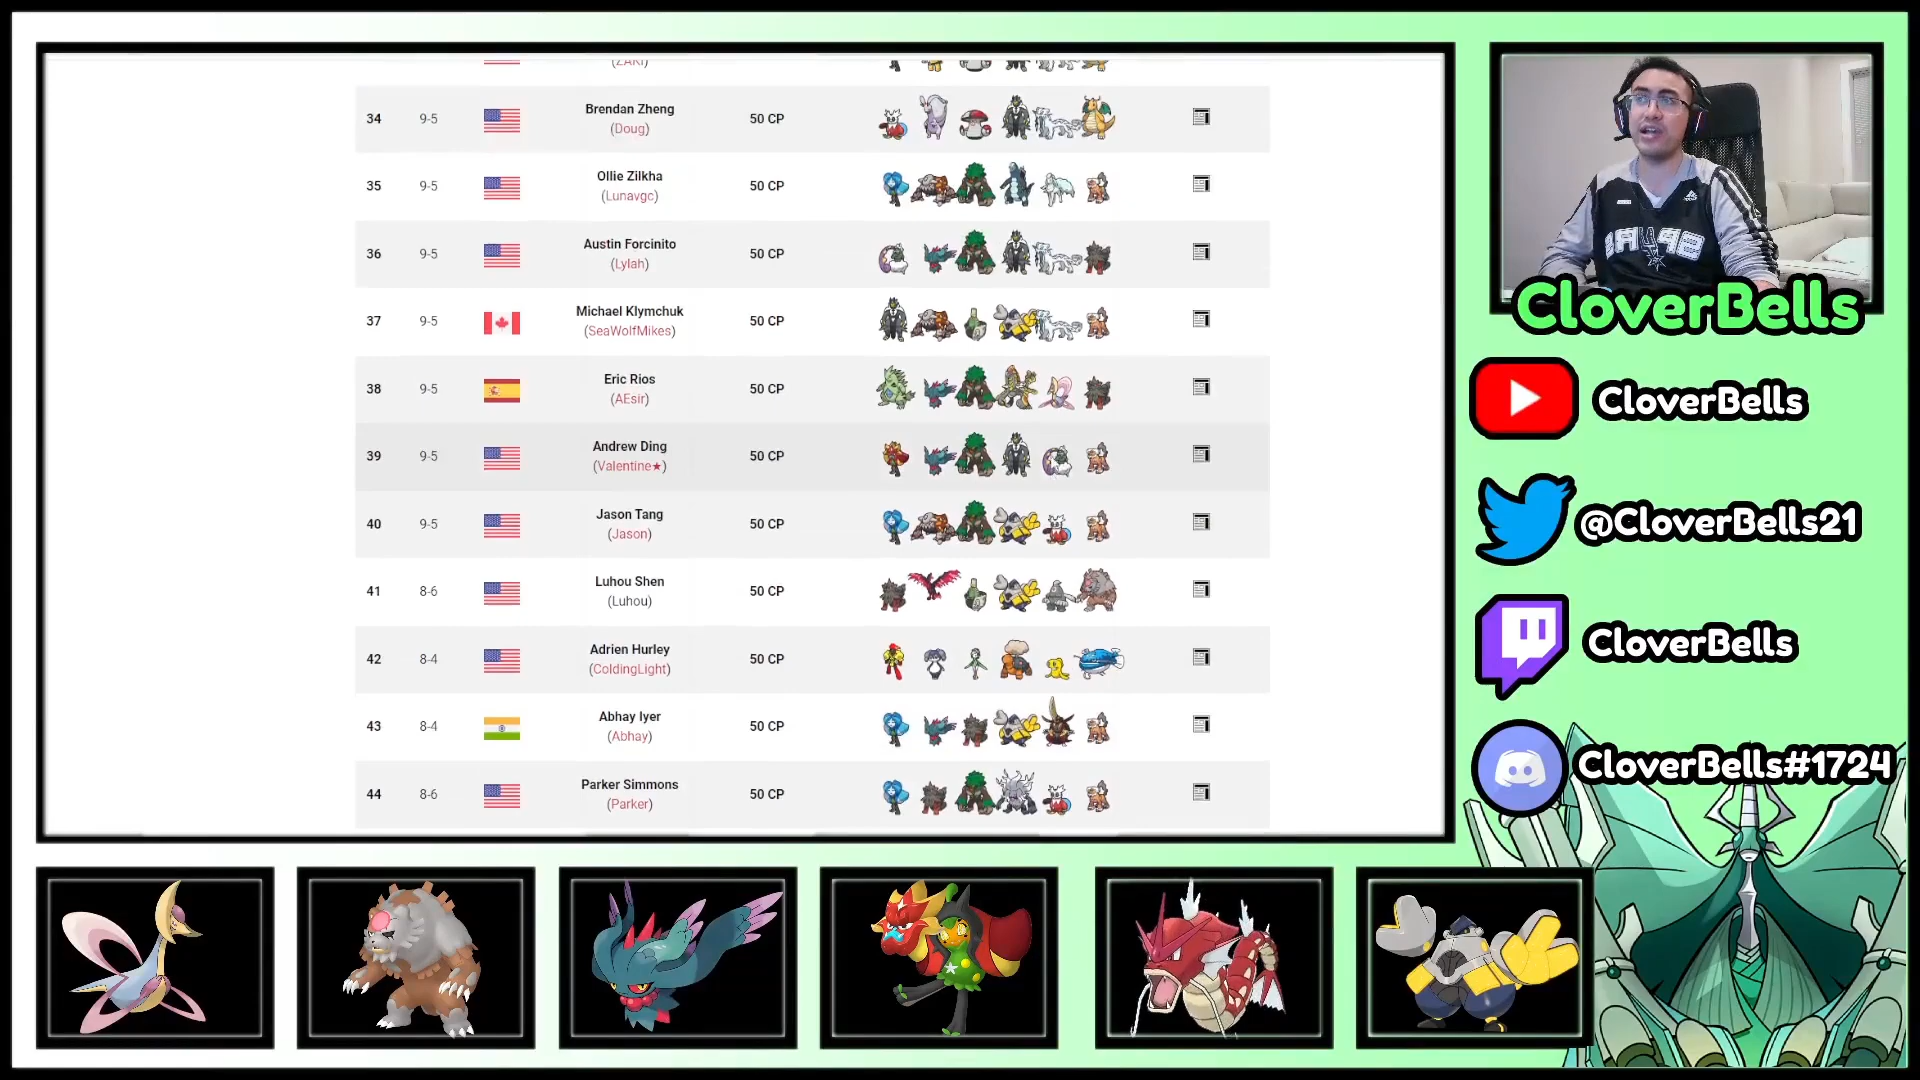 (ZAKI)
34 9-5 Brendan Zheng 50 CP
(Doug)
35 9-5 Ollie Zilkha 50 CP
(Lunavgc)
36 9-5 Austin Forcinito 50 CP
(Lylah)
37 9-5 Michael Klymchuk 50 CP
(SeaWolfMikes)
38 9-5 Eric Rios 50 CP
(AEsir)
39 9-5 Andrew Ding 50 CP
(Valentine★)
40 9-5 Jason Tang 50 CP
(Jason)
41 8-6 Luhou Shen 50 CP
(Luhou)
42 8-4 Adrien Hurley 50 CP
(ColdingLight)
43 8-4 Abhay Iyer 50 CP
(Abhay)
44 8-6 Parker Simmons 50 CP
(Parker)
SPURS
CloverBells
CloverBells
@CloverBells21
CloverBells
CloverBells#1724